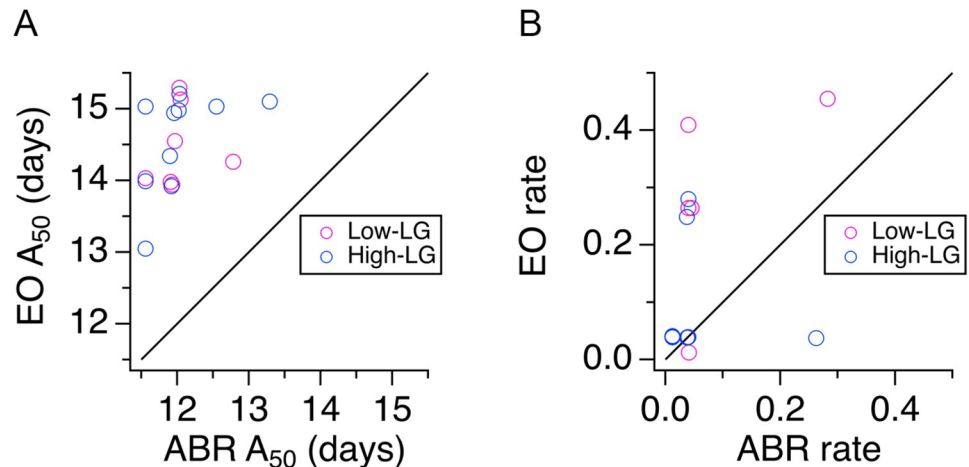 A
15
14
13
12
EO A50 (days)
12 13 14 15
ABR A50 (days)
Low-LG
High-LG
B
0.4
0.2
0.0
EO rate
0.0 0.2 0.4
ABR rate
Low-LG
High-LG